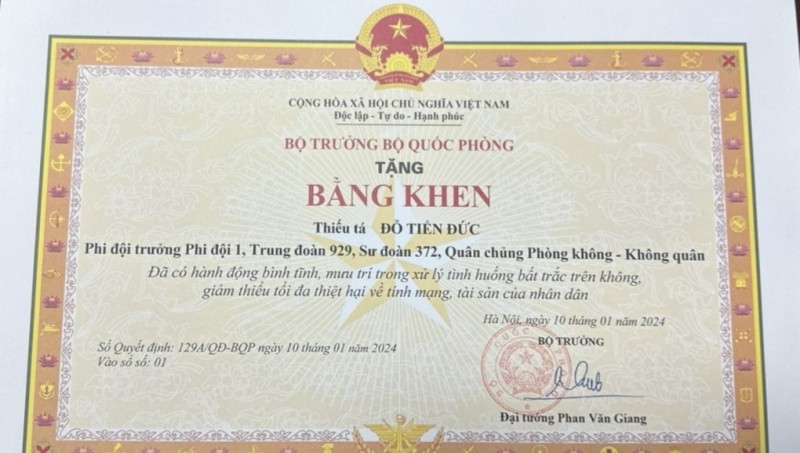 CỘNG HÒA XÃ HỘI CHỦ NGHĨA VIỆT NAM
Độc lập - Tự do - Hạnh phúc
BỘ TRƯỞNG BỘ QUỐC PHÒNG
TẶNG
BẰNG KHEN
Thiếu tá ĐỖ TIẾN ĐỨC
Phi đội trưởng Phi đội 1, Trung đoàn 929, Sư đoàn 372, Quân chủng Phòng không - Không quân
Đã có hành động bình tĩnh, mưu trí trong xử lý tình huống bất trắc trên không,
giảm thiểu tối đa thiệt hại về tính mạng, tài sản của nhân dân
Hà Nội, ngày 10 tháng 01 năm 2024
BỘ TRƯỞNG
Số Quyết định: 129A/QĐ-BQP ngày 10 tháng 01 năm 2024
Vào sổ số: 01
Đại tướng Phan Văn Giang